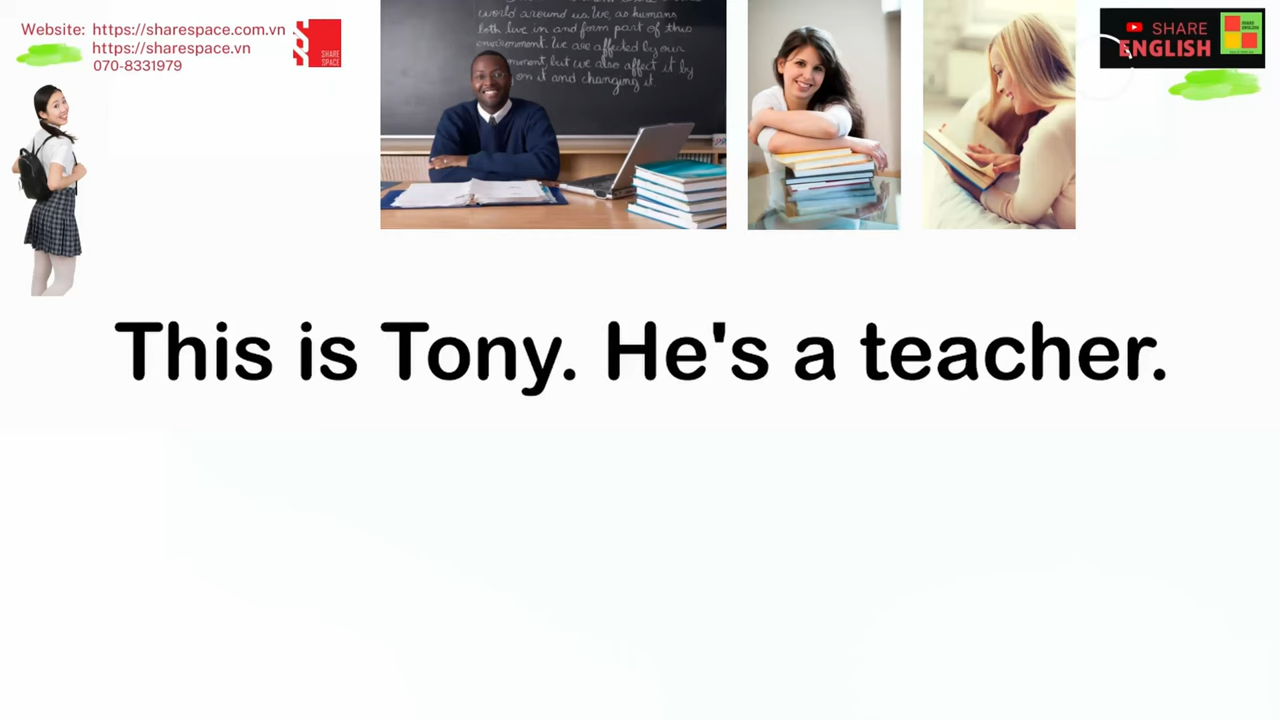 Website: https://sharespace.com.vn
https://sharespace.vn
070-8331979
SHARE
SPACE
world around us. We, as humans,
both live in and form part of this
environment. We are affected by our
but we also affect it by
on it and changing it.
SHARE
ENGLISH
SHARE
ENGLISH
This is Tony. He's a teacher.